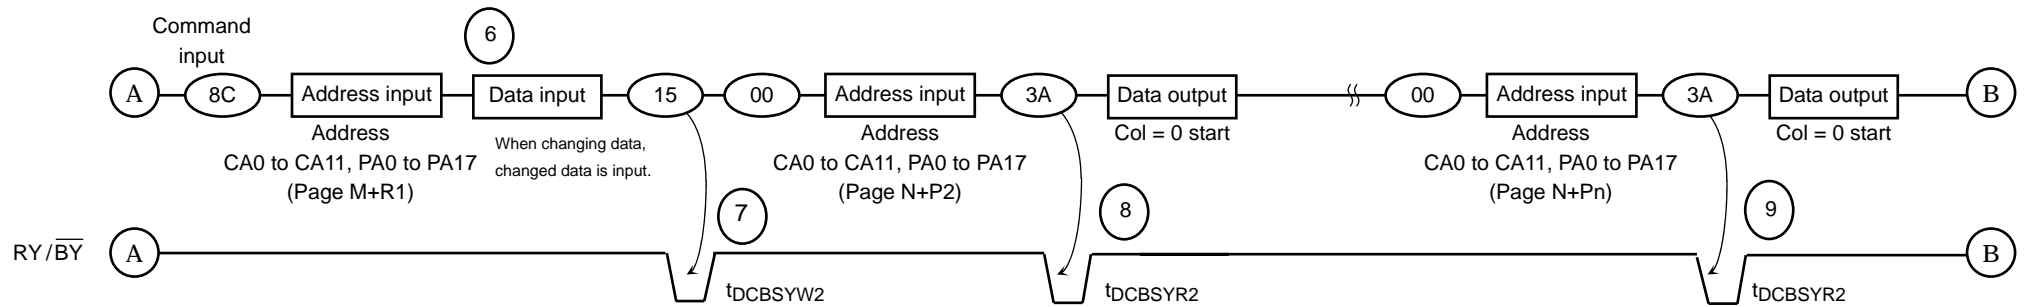 Command
input
6
A 8C Address input Data input 15 00 Address input 3A Data output 00 Address input 3A Data output B
Address
CA0 to CA11, PA0 to PA17
(Page M+R1)
When changing data,
changed data is input.
Address
CA0 to CA11, PA0 to PA17
(Page N+P2)
Col = 0 start
Address
CA0 to CA11, PA0 to PA17
(Page N+Pn)
Col = 0 start
7
8
9
RY/BY A B
tDCBSYW2
tDCBSYR2
tDCBSYR2